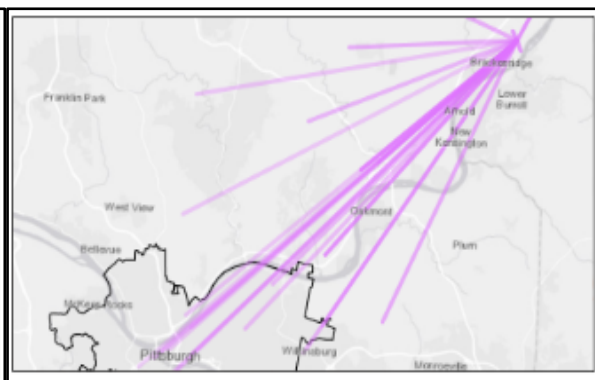 Brackenridge
Franklin Park
Lower
Burrell
Arnold
New
Kensington
West View
Oakmont
Bellevue
Plum
McKees Rocks
Pittsburgh
Wilkinsburg
Monroeville